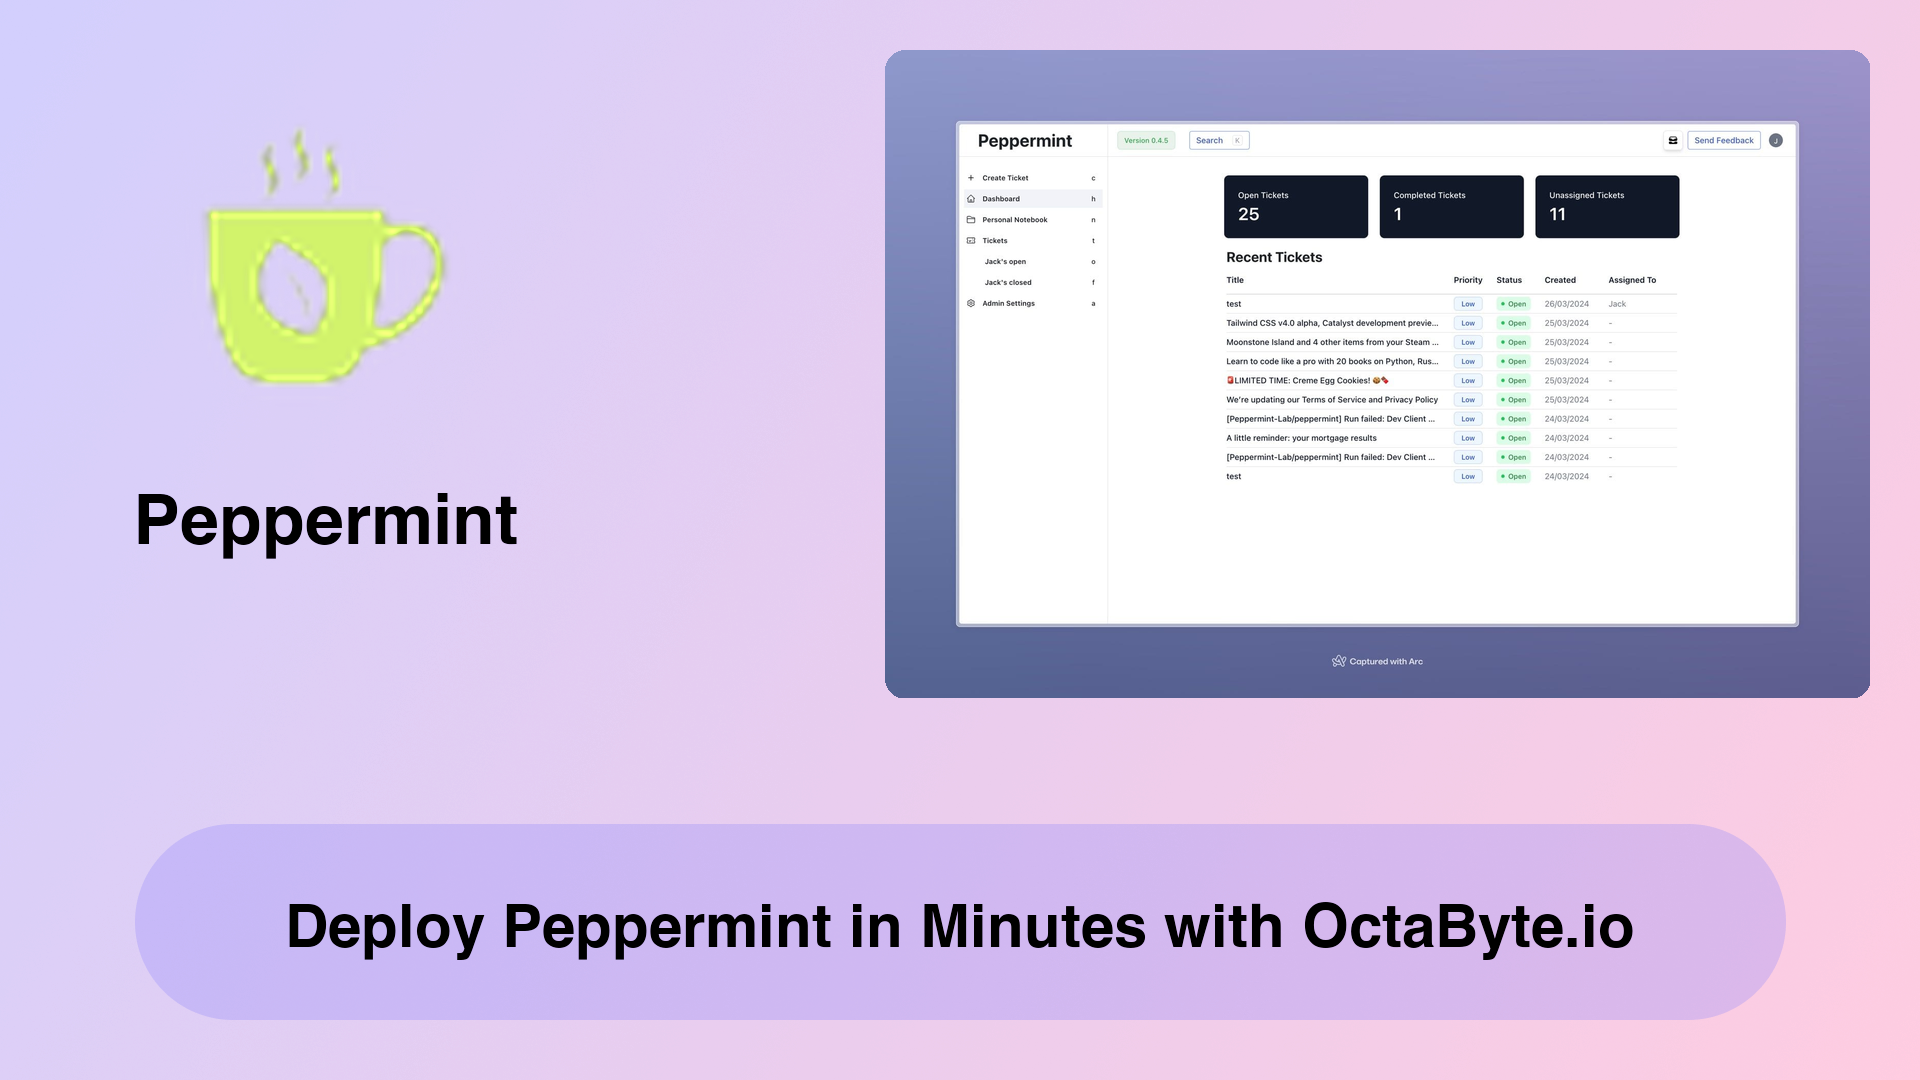 Peppermint
Peppermint
Version 0.4.5
Search K
Send Feedback
J
Create Ticket c
Dashboard h
Personal Notebook n
Tickets t
Jack's open o
Jack's closed f
Admin Settings a
Open Tickets
25
Completed Tickets
1
Unassigned Tickets
11
Recent Tickets
Title Priority Status Created Assigned To
test Low Open 26/03/2024 Jack
Tailwind CSS v4.0 alpha, Catalyst development previe... Low Open 25/03/2024 -
Moonstone Island and 4 other items from your Steam ... Low Open 25/03/2024 -
Learn to code like a pro with 20 books on Python, Rus... Low Open 25/03/2024 -
🚨LIMITED TIME: Creme Egg Cookies! 🍪🍫 Low Open 25/03/2024 -
We're updating our Terms of Service and Privacy Policy Low Open 25/03/2024 -
[Peppermint-Lab/peppermint] Run failed: Dev Client ... Low Open 24/03/2024 -
A little reminder: your mortgage results Low Open 24/03/2024 -
[Peppermint-Lab/peppermint] Run failed: Dev Client ... Low Open 24/03/2024 -
test Low Open 24/03/2024 -
Captured with Arc
Deploy Peppermint in Minutes with OctaByte.io